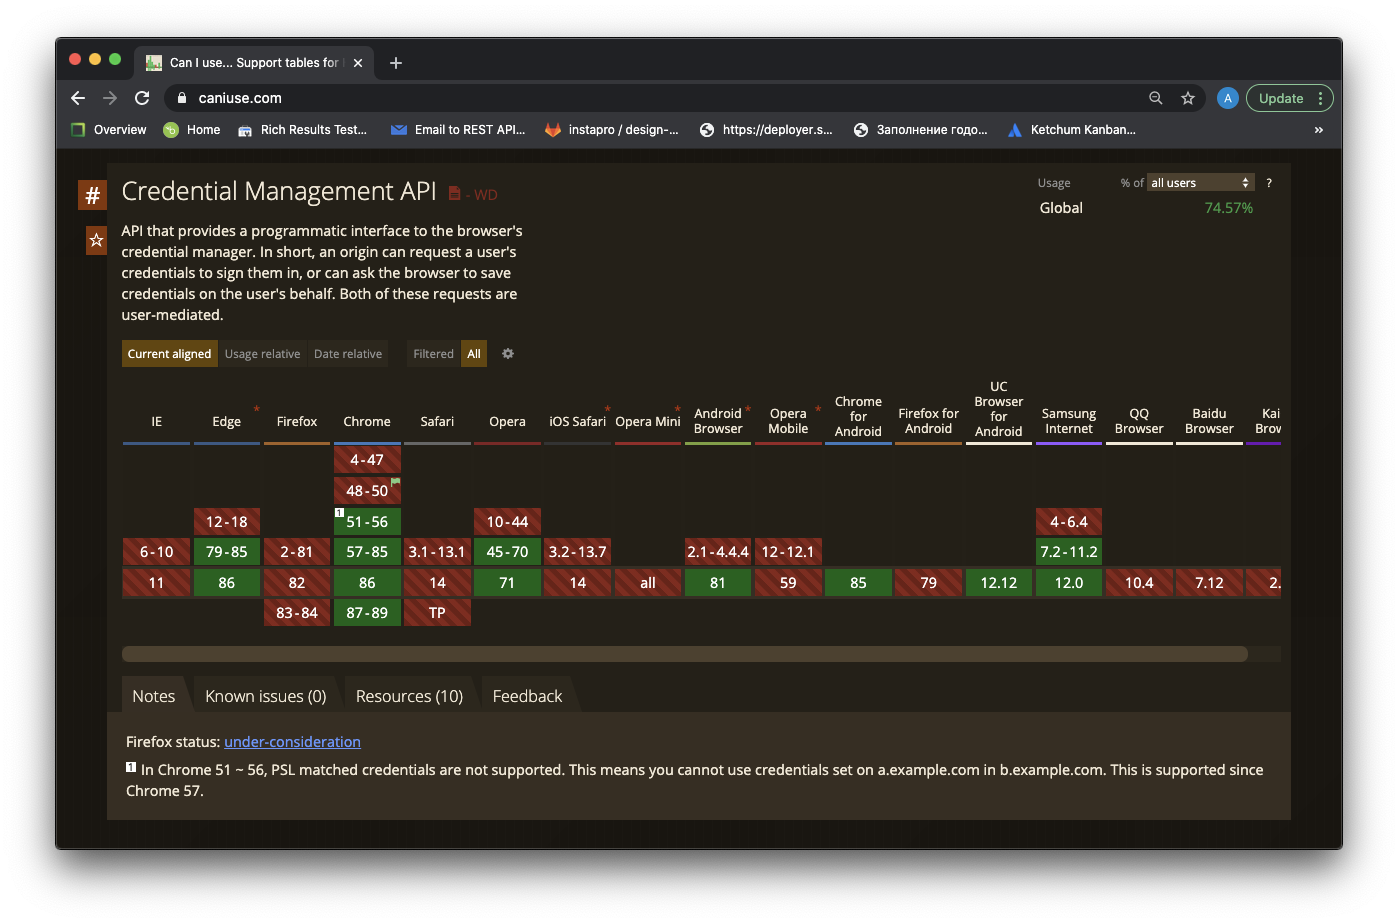 Can I use... Support tables for
caniuse.com
A
Update
Overview
Home
Rich Results Test...
Email to REST API...
instapro / design-...
https://deployer.s...
Заполнение годо...
Ketchum Kanban...
»
#
Credential Management API
- WD
Usage
% of
all users
?
Global
74.57%
API that provides a programmatic interface to the browser's
credential manager. In short, an origin can request a user's
credentials to sign them in, or can ask the browser to save
credentials on the user's behalf. Both of these requests are
user-mediated.
Current aligned
Usage relative
Date relative
Filtered
All
IE
Edge *
Firefox
Chrome
Safari
Opera
iOS Safari *
Opera Mini *
Android Browser *
Opera Mobile *
Chrome for Android
Firefox for Android
UC Browser for Android
Samsung Internet
QQ Browser
Baidu Browser
Kai
Brow
4-47
48-50
12-18
1 51-56
10-44
4-6.4
6-10
79-85
2-81
57-85
3.1-13.1
45-70
3.2-13.7
2.1-4.4.4
12-12.1
7.2-11.2
11
86
82
86
14
71
14
all
81
59
85
79
12.12
12.0
10.4
7.12
2.
83-84
87-89
TP
Notes
Known issues (0)
Resources (10)
Feedback
Firefox status: under-consideration
1 In Chrome 51 ~ 56, PSL matched credentials are not supported. This means you cannot use credentials set on a.example.com in b.example.com. This is supported since
Chrome 57.